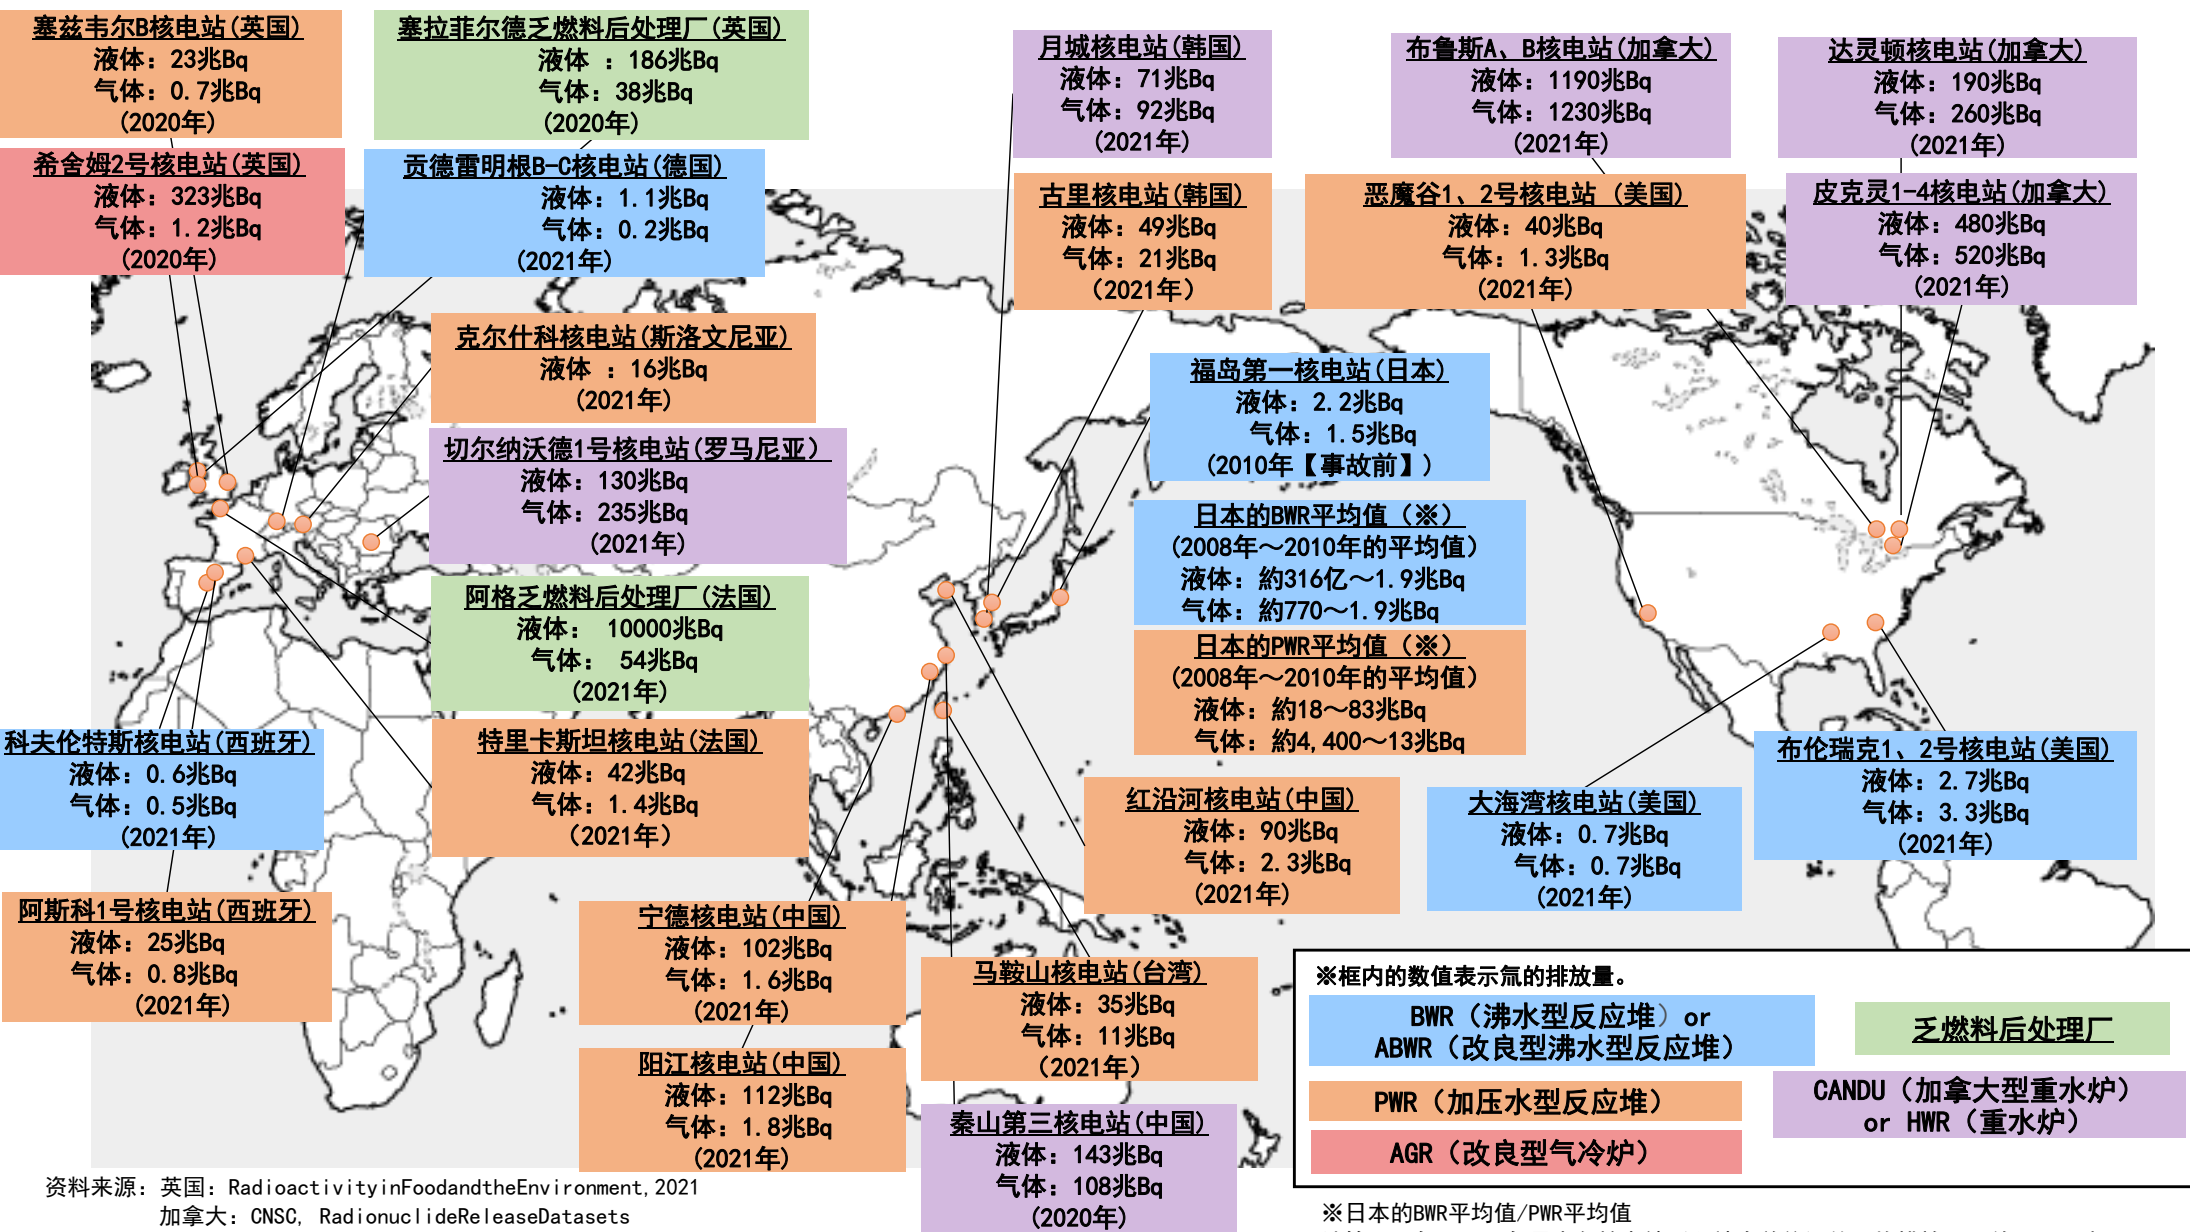 塞兹韦尔B核电站(英国)
液体：23兆Bq
气体：0.7兆Bq
(2020年)
塞拉菲尔德乏燃料后处理厂(英国)
液体 ：186兆Bq
气体：38兆Bq
(2020年)
月城核电站(韩国)
液体：71兆Bq
气体：92兆Bq
(2021年)
布鲁斯A、B核电站(加拿大)
液体：1190兆Bq
气体：1230兆Bq
(2021年)
达灵顿核电站(加拿大)
液体：190兆Bq
气体：260兆Bq
(2021年)
希舍姆2号核电站(英国)
液体：323兆Bq
气体：1.2兆Bq
(2020年)
贡德雷明根B-C核电站(德国)
液体：1.1兆Bq
气体：0.2兆Bq
(2021年)
古里核电站(韩国)
液体：49兆Bq
气体：21兆Bq
（2021年）
恶魔谷1、2号核电站 (美国)
液体：40兆Bq
气体：1.3兆Bq
(2021年)
皮克灵1-4核电站(加拿大)
液体：480兆Bq
气体：520兆Bq
(2021年)
克尔什科核电站(斯洛文尼亚)
液体 ：16兆Bq
(2021年)
福岛第一核电站(日本)
液体：2.2兆Bq
气体：1.5兆Bq
(2010年【事故前】)
切尔纳沃德1号核电站(罗马尼亚）
液体：130兆Bq
气体：235兆Bq
(2021年)
日本的BWR平均值（※）
(2008年～2010年的平均值）
液体：約316亿～1.9兆Bq
气体：約770～1.9兆Bq
阿格乏燃料后处理厂(法国)
液体： 10000兆Bq
气体： 54兆Bq
(2021年)
日本的PWR平均值（※）
(2008年～2010年的平均值）
液体：約18～83兆Bq
气体：約4,400～13兆Bq
科夫伦特斯核电站(西班牙)
液体：0.6兆Bq
气体：0.5兆Bq
(2021年)
特里卡斯坦核电站(法国)
液体：42兆Bq
气体：1.4兆Bq
（2021年）
红沿河核电站(中国)
液体：90兆Bq
气体：2.3兆Bq
(2021年)
大海湾核电站(美国)
液体：0.7兆Bq
气体：0.7兆Bq
(2021年)
布伦瑞克1、2号核电站(美国)
液体：2.7兆Bq
气体：3.3兆Bq
(2021年)
阿斯科1号核电站(西班牙)
液体：25兆Bq
气体：0.8兆Bq
(2021年)
宁德核电站(中国)
液体：102兆Bq
气体：1.6兆Bq
(2021年)
马鞍山核电站(台湾)
液体：35兆Bq
气体：11兆Bq
（2021年）
阳江核电站(中国)
液体：112兆Bq
气体：1.8兆Bq
(2021年)
秦山第三核电站(中国)
液体：143兆Bq
气体：108兆Bq
(2020年)
※框内的数值表示氚的排放量。
BWR（沸水型反应堆）or
ABWR（改良型沸水型反应堆）
乏燃料后处理厂
PWR（加压水型反应堆）
CANDU（加拿大型重水炉）
or HWR（重水炉）
AGR（改良型气冷炉）
资料来源：英国：RadioactivityinFoodandtheEnvironment,2021
加拿大：CNSC, RadionuclideReleaseDatasets
※日本的BWR平均值/PWR平均值